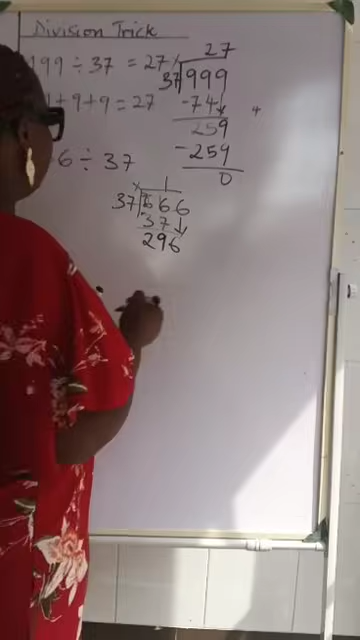 Division Trick
99 ÷ 37 = 27
27
37 999
-74
259
-259
0
+ 9 + 9 = 27
6 ÷ 37
1
37 666
37
296